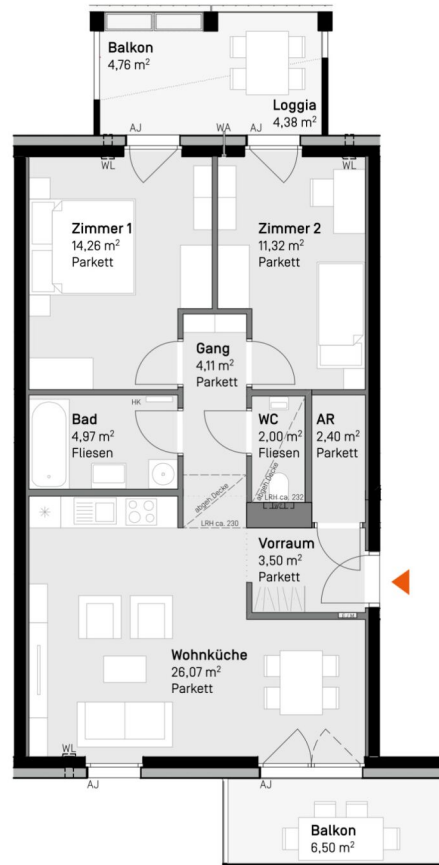 Balkon
4,76 m²
Loggia
4,38 m²
AJ
WA
AJ
WL
WL
Zimmer 1
14,26 m²
Parkett
Zimmer 2
11,32 m²
Parkett
Gang
4,11 m²
Parkett
HK
Bad
4,97 m²
Fliesen
WC
2,00 m²
Fliesen
AR
2,40 m²
Parkett
abgeh Decke
abgeh Decke
LRH ca. 232
LRH ca. 230
Vorraum
3,50 m²
Parkett
Wohnküche
26,07 m²
Parkett
WL
AJ
AJ
Balkon
6,50 m²